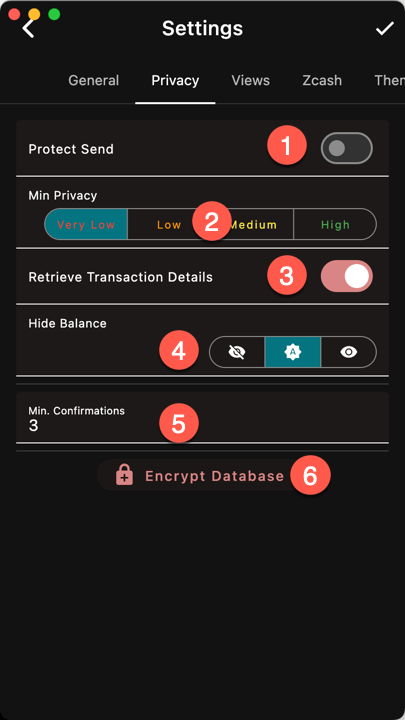 Settings
General Privacy Views Zcash Ther
Protect Send 1
Min Privacy
Very Low Low 2 Medium High
Retrieve Transaction Details 3
Hide Balance
4 A
Min. Confirmations
3 5
Encrypt Database 6